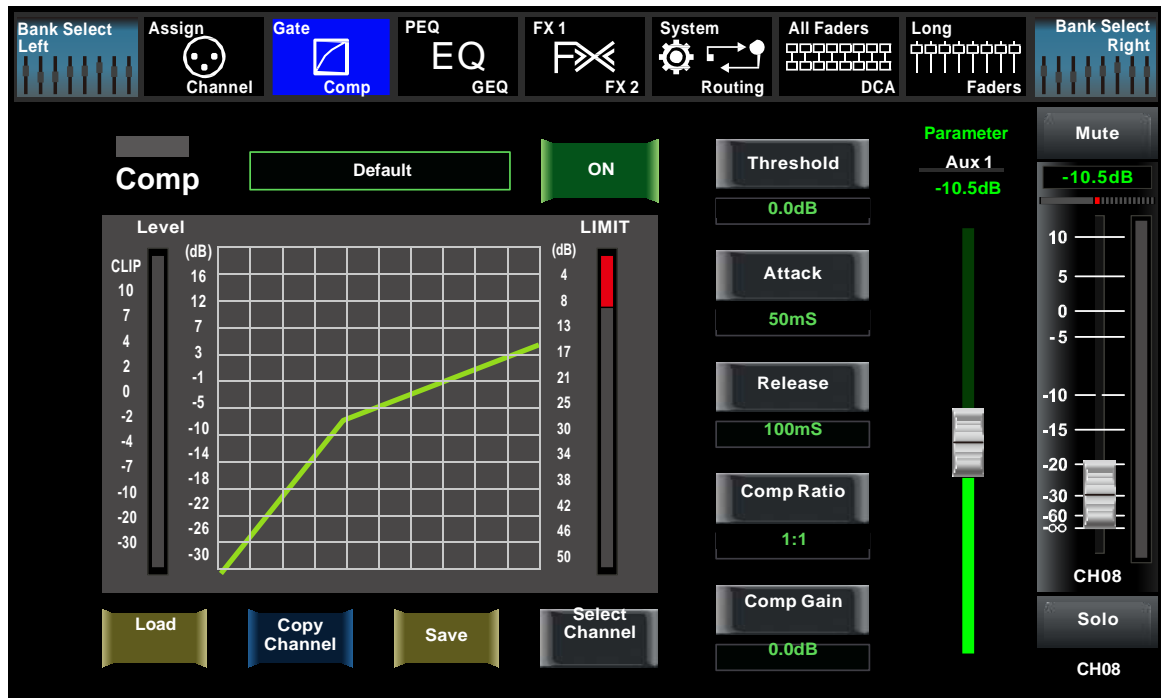 Bank Select
Left
Assign
Channel
Gate
Comp
PEQ
EQ
GEQ
FX 1
FX
FX 2
System
Routing
All Faders
DCA
Long
Faders
Bank Select
Right
Comp
Default
ON
Level
LIMIT
(dB)
(dB)
CLIP
10
7
4
2
0
-2
-4
-7
-10
-20
-30
16
12
7
3
-1
-5
-10
-14
-18
-22
-26
-30
4
8
13
17
21
25
30
34
38
42
46
50
Load
Copy
Channel
Save
Select
Channel
Threshold
0.0dB
Attack
50mS
Release
100mS
Comp Ratio
1:1
Comp Gain
0.0dB
Parameter
Aux 1
-10.5dB
Mute
-10.5dB
10
5
0
-5
-10
-15
-20
-30
-60
-∞
CH08
Solo
CH08